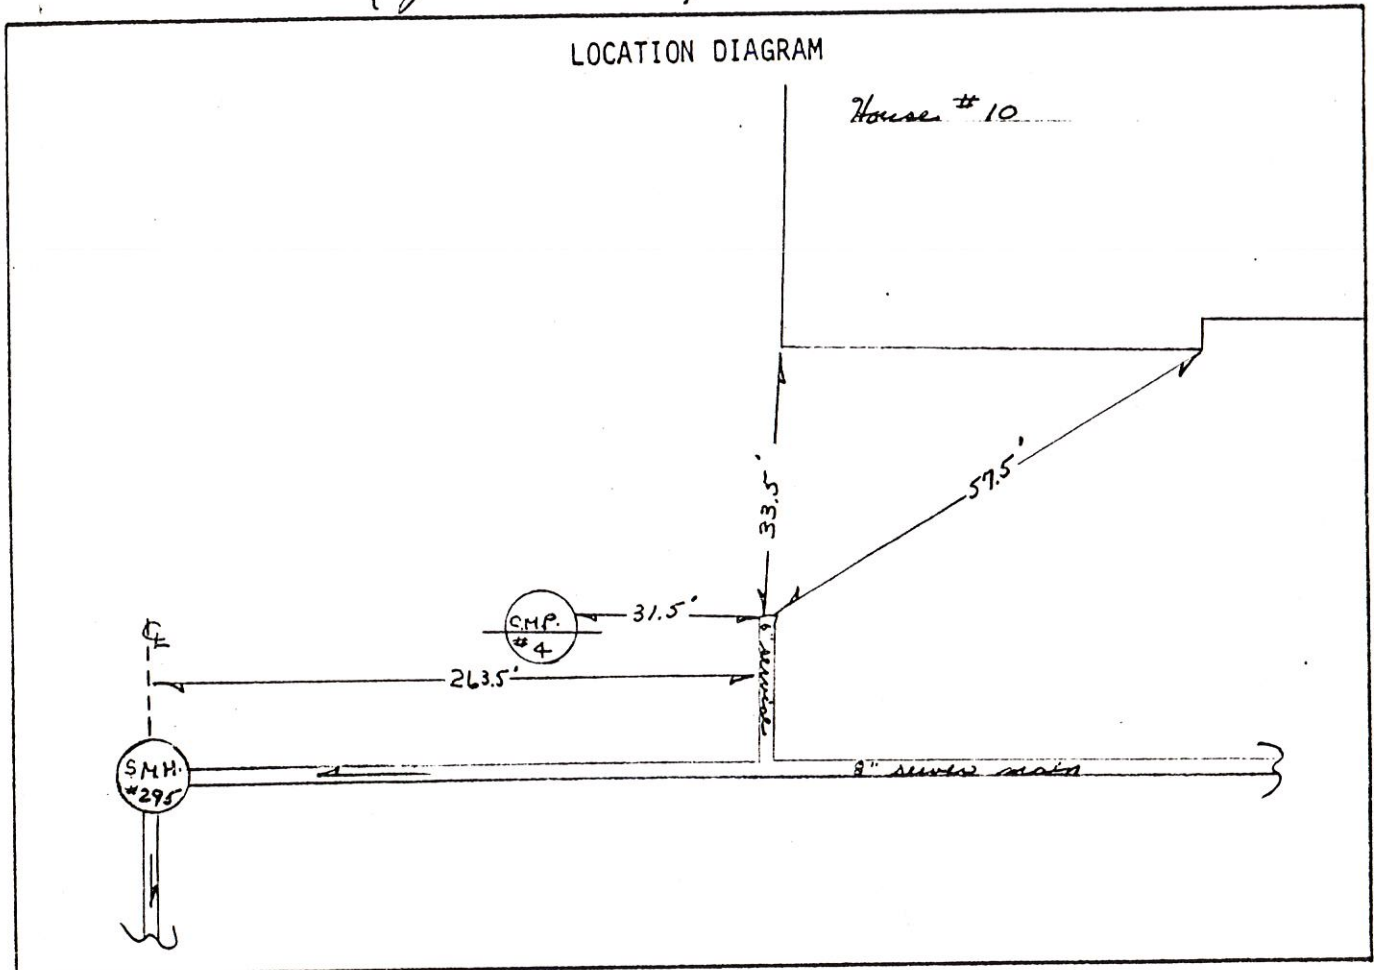 LOCATION DIAGRAM
House #10
33.5'
57.5'
C.M.P.
#4
31.5'
℄
263.5'
6" service
S.M.H.
#295
8" sewer main